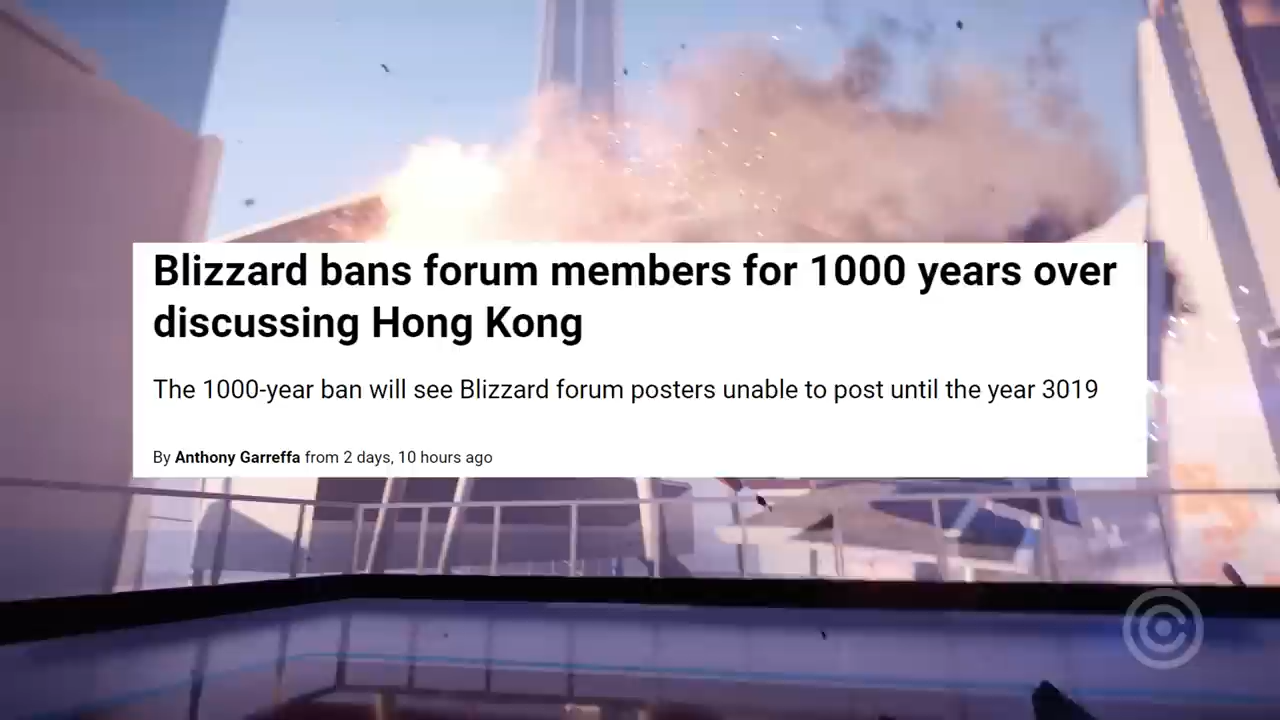 Blizzard bans forum members for 1000 years over
discussing Hong Kong
The 1000-year ban will see Blizzard forum posters unable to post until the year 3019
By Anthony Garreffa from 2 days, 10 hours ago